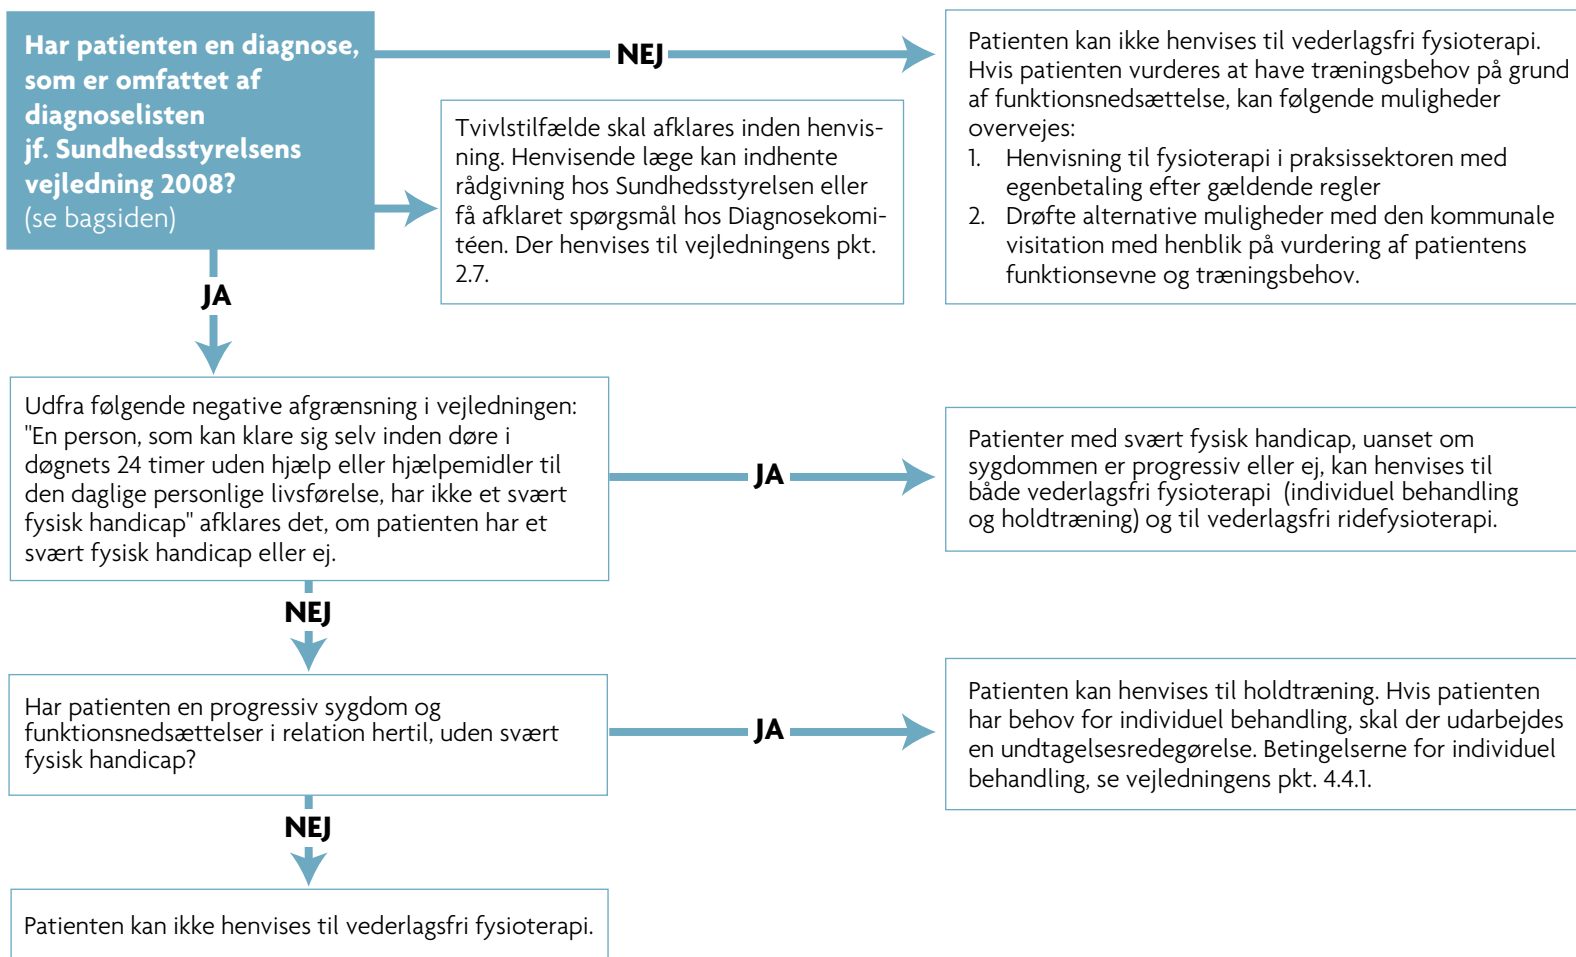 Har patienten en diagnose,
som er omfattet af
diagnoselisten
jf. Sundhedsstyrelsens
vejledning 2008?
(se bagsiden)
NEJ
Patienten kan ikke henvises til vederlagsfri fysioterapi.
Hvis patienten vurderes at have træningsbehov på grund
af funktionsnedsættelse, kan følgende muligheder
overvejes:
1. Henvisning til fysioterapi i praksissektoren med
egenbetaling efter gældende regler
2. Drøfte alternative muligheder med den kommunale
visitation med henblik på vurdering af patientens
funktionsevne og træningsbehov.
Tvivlstilfælde skal afklares inden henvis-
ning. Henvisende læge kan indhente
rådgivning hos Sundhedsstyrelsen eller
få afklaret spørgsmål hos Diagnosekomi-
téen. Der henvises til vejledningens pkt.
2.7.
JA
Udfra følgende negative afgrænsning i vejledningen:
"En person, som kan klare sig selv inden døre i
døgnets 24 timer uden hjælp eller hjælpemidler til
den daglige personlige livsførelse, har ikke et svært
fysisk handicap" afklares det, om patienten har et
svært fysisk handicap eller ej.
JA
Patienter med svært fysisk handicap, uanset om
sygdommen er progressiv eller ej, kan henvises til
både vederlagsfri fysioterapi (individuel behandling
og holdtræning) og til vederlagsfri ridefysioterapi.
NEJ
Har patienten en progressiv sygdom og
funktionsnedsættelser i relation hertil, uden svært
fysisk handicap?
JA
Patienten kan henvises til holdtræning. Hvis patienten
har behov for individuel behandling, skal der udarbejdes
en undtagelsesredegørelse. Betingelserne for individuel
behandling, se vejledningens pkt. 4.4.1.
NEJ
Patienten kan ikke henvises til vederlagsfri fysioterapi.